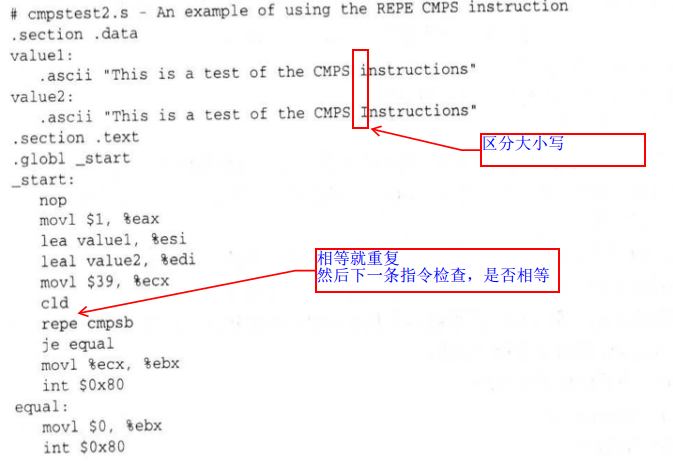 # cmpstest2.s - An example of using the REPE CMPS instruction
.section .data
value1:
.ascii "This is a test of the CMPS instructions"
value2:
.ascii "This is a test of the CMPS Instructions"
.section .text
区分大小写
.globl _start
_start:
nop
movl $1, %eax
lea value1, %esi
leal value2, %edi
相等就重复
然后下一条指令检查，是否相等
movl $39, %ecx
cld
repe cmpsb
je equal
movl %ecx, %ebx
int $0x80
equal:
movl $0, %ebx
int $0x80